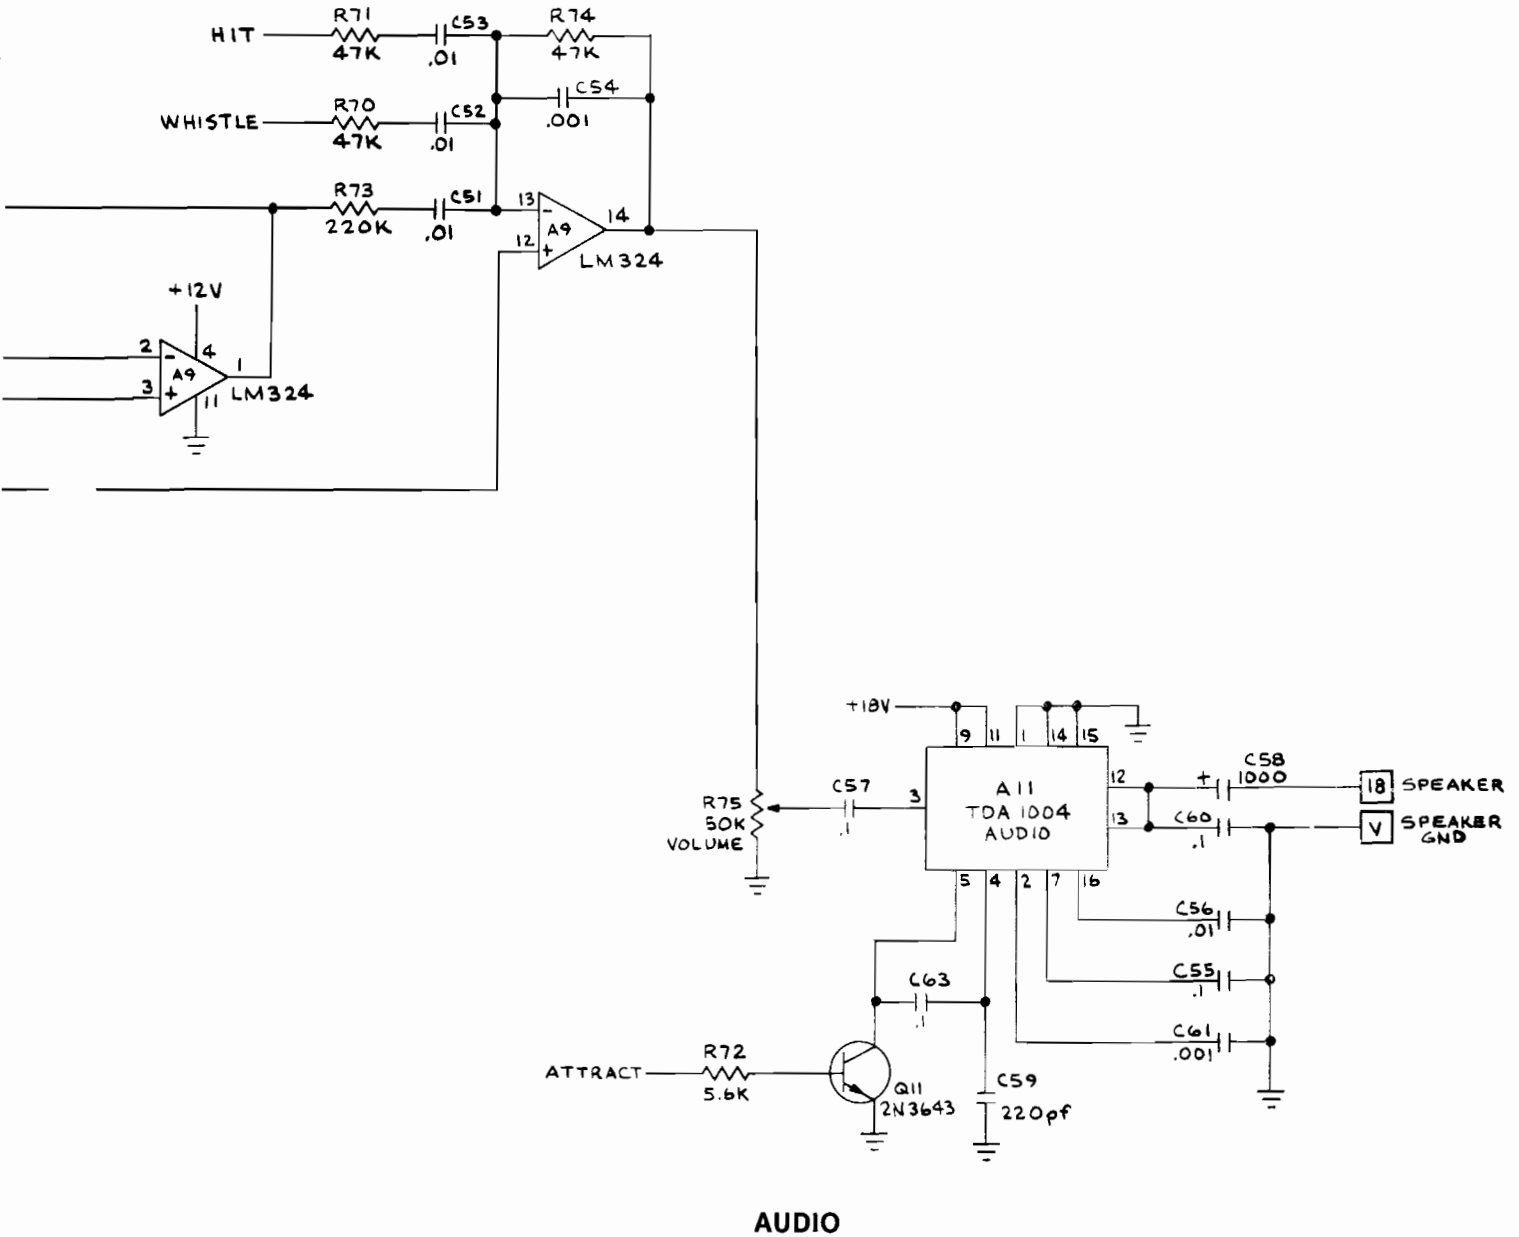 R71
C53
R74
HIT
47K
.01
47K
C54
.001
R70
C52
WHISTLE
47K
.01
R73
C51
13
-
A9
14
220K
.01
12
+
LM324
+12V
2
-
4
1
A9
3
+
11
LM324
+18V
9
11
1
14
15
C58
12
+
1000
18
SPEAKER
C57
3
A11
R75
TDA 1004
50K
.1
AUDIO
13
C60
V
SPEAKER
VOLUME
.1
GND
5
4
2
7
16
C56
.01
C63
C55
.1
.1
C61
R72
.001
ATTRACT
5.6K
Q11
C59
2N3643
220pf
AUDIO